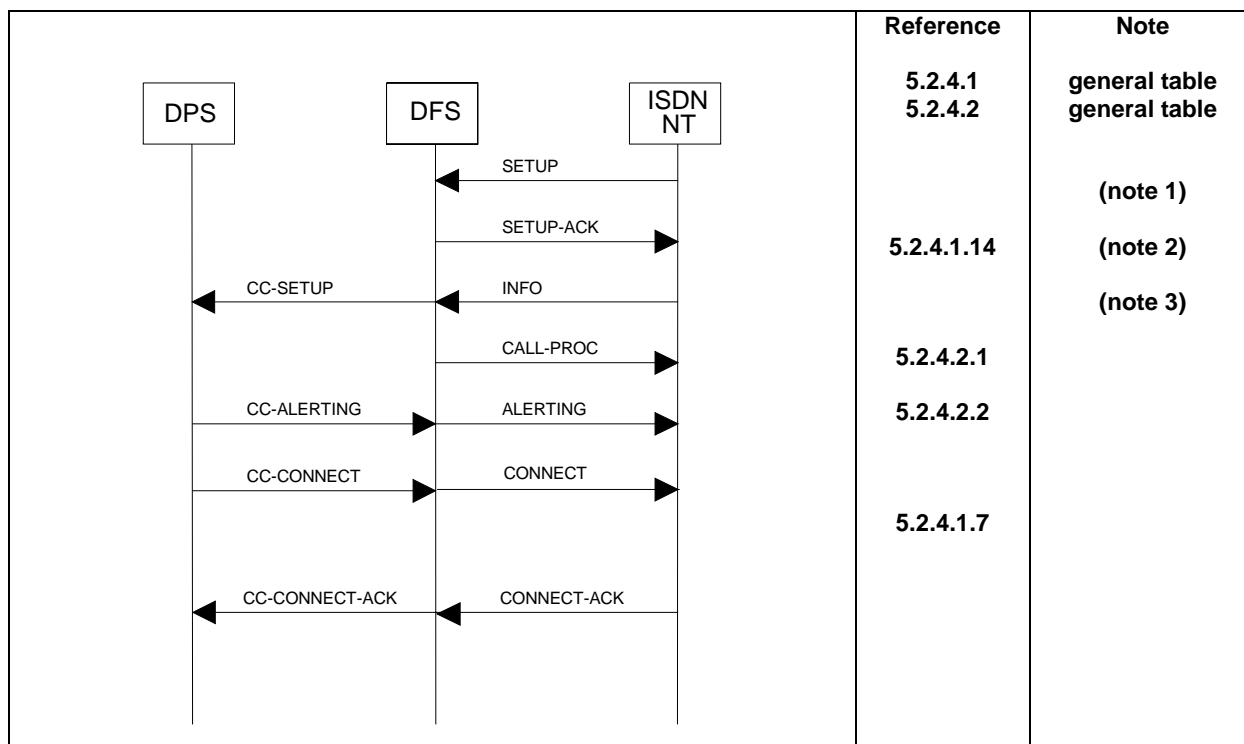 Reference Note
5.2.4.1 general table
5.2.4.2 general table
DPS DFS ISDN
NT
SETUP
(note 1)
SETUP-ACK
5.2.4.1.14 (note 2)
CC-SETUP INFO
(note 3)
CALL-PROC
5.2.4.2.1
CC-ALERTING ALERTING
5.2.4.2.2
CC-CONNECT CONNECT
5.2.4.1.7
CC-CONNECT-ACK CONNECT-ACK